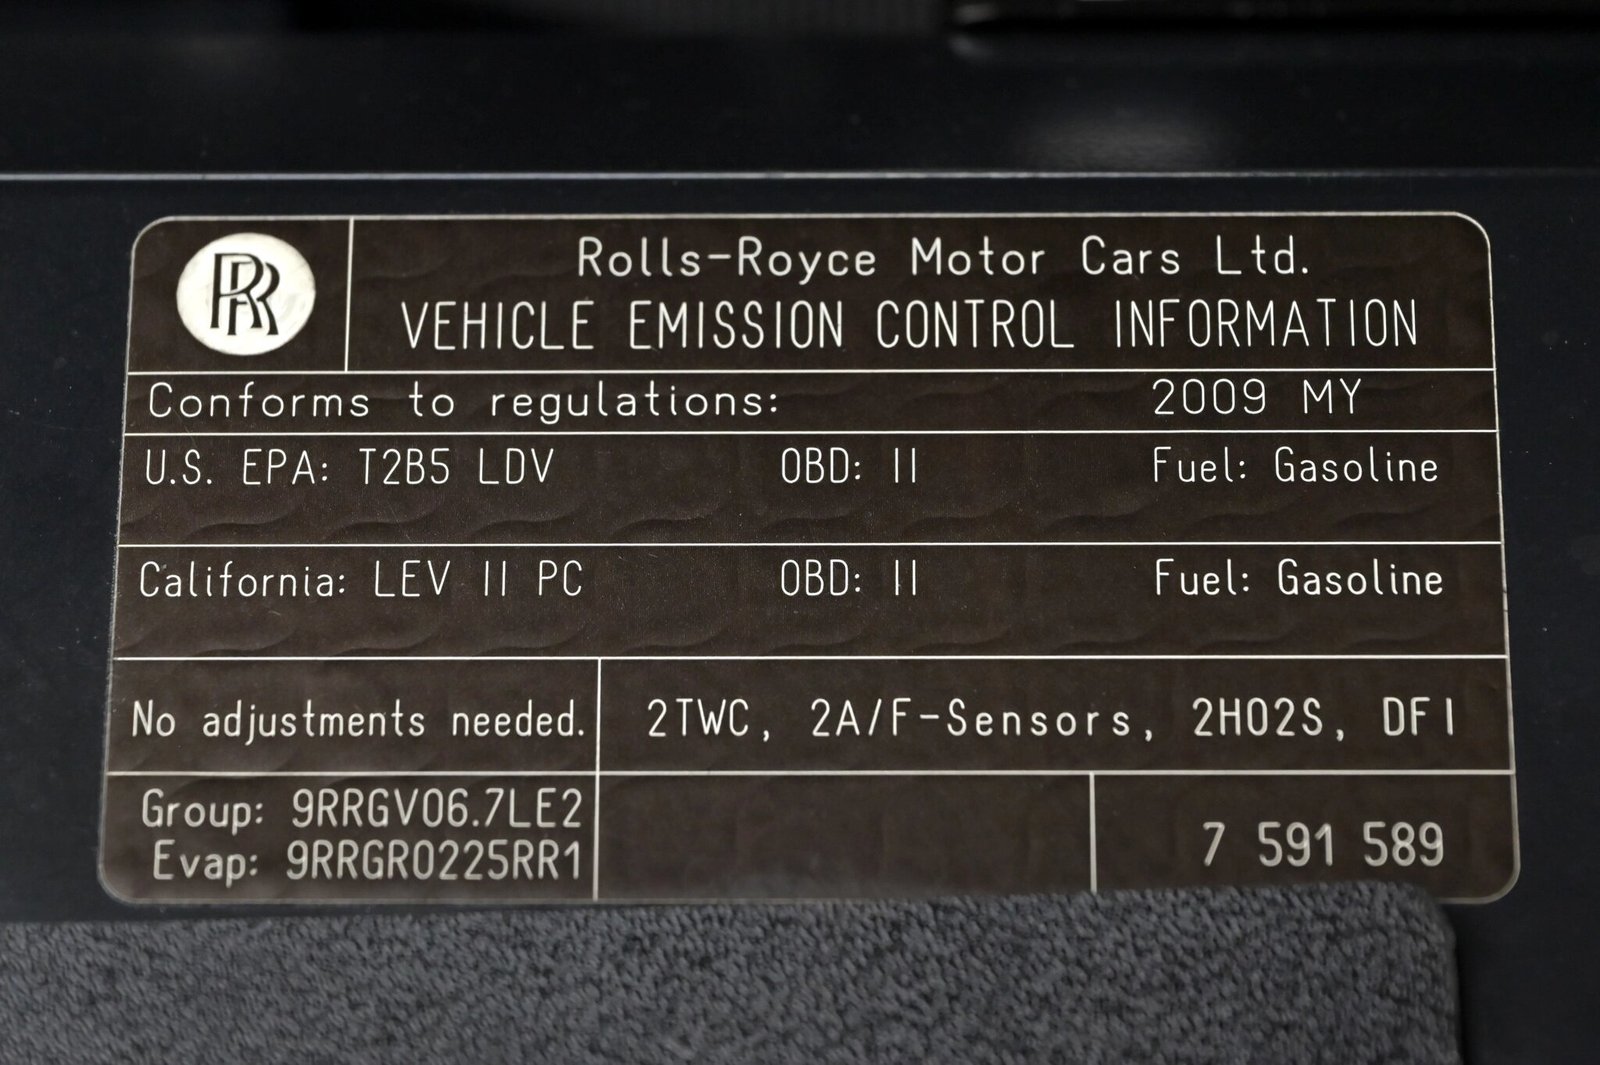 RR
Rolls-Royce Motor Cars Ltd.
VEHICLE EMISSION CONTROL INFORMATION
Conforms to regulations: 2009 MY
U.S. EPA: T2B5 LDV OBD: II Fuel: Gasoline
California: LEV II PC OBD: II Fuel: Gasoline
No adjustments needed. 2TWC, 2A/F-Sensors, 2HO2S, DFI
Group: 9RRGV06.7LE2
Evap: 9RRGR0225RR1
7 591 589